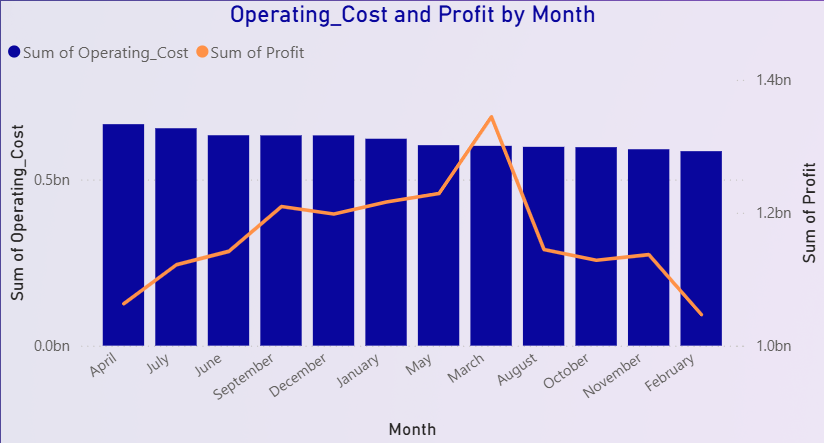 Operating_Cost and Profit by Month
Sum of Operating_Cost Sum of Profit
1.4bn
0.5bn
1.2bn
0.0bn
1.0bn
Sum of Operating_Cost
Sum of Profit
April July June September December January May March August October November February
Month